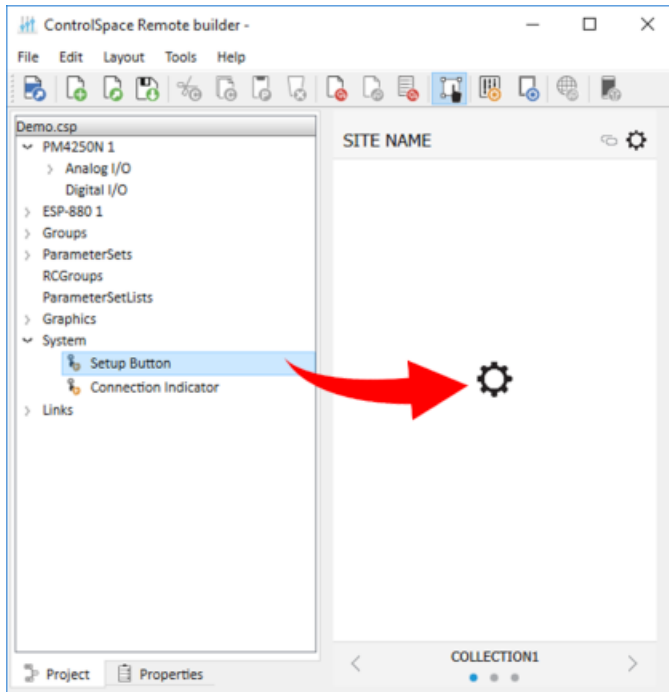 ControlSpace Remote builder -
File Edit Layout Tools Help
Demo.csp
PM4250N 1
Analog I/O
Digital I/O
ESP-880 1
Groups
ParameterSets
RCGroups
ParameterSetLists
Graphics
System
Setup Button
Connection Indicator
Links
Project Properties
SITE NAME
COLLECTION1